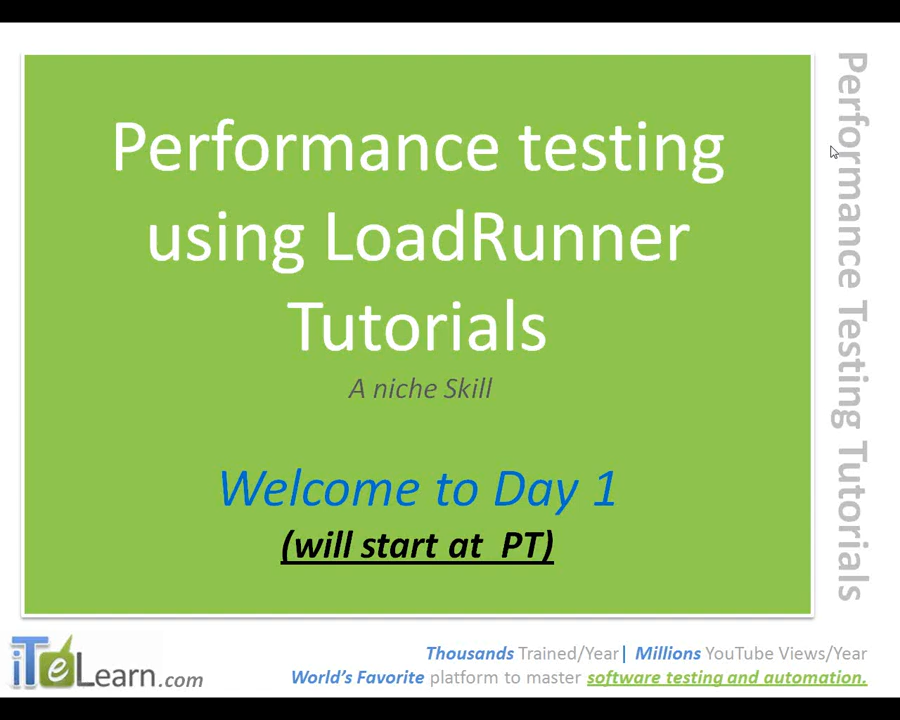 Performance testing
using LoadRunner
Tutorials
A niche Skill
Welcome to Day 1
(will start at  PT)
Performance Testing Tutorials
iTeLearn.com
Thousands Trained/Year| Millions YouTube Views/Year
World's Favorite platform to master software testing and automation.